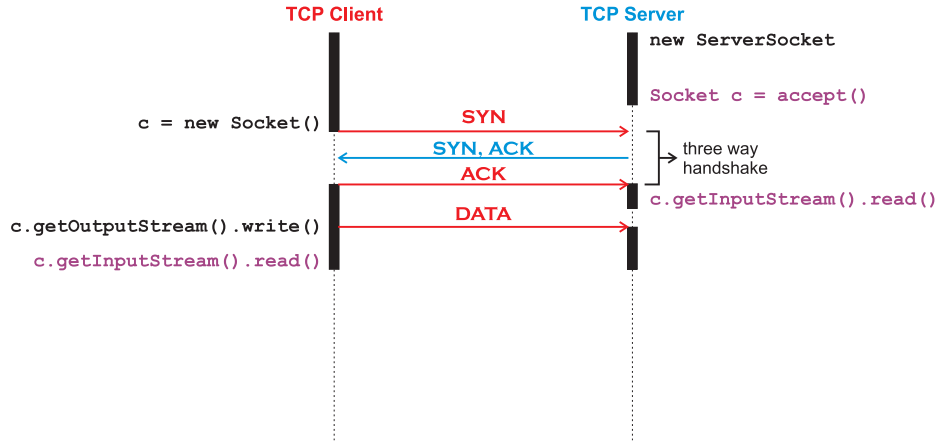 TCP Client
TCP Server
new ServerSocket
Socket c = accept()
c = new Socket()
SYN
SYN, ACK
three way
handshake
ACK
c.getInputStream().read()
DATA
c.getOutputStream().write()
c.getInputStream().read()